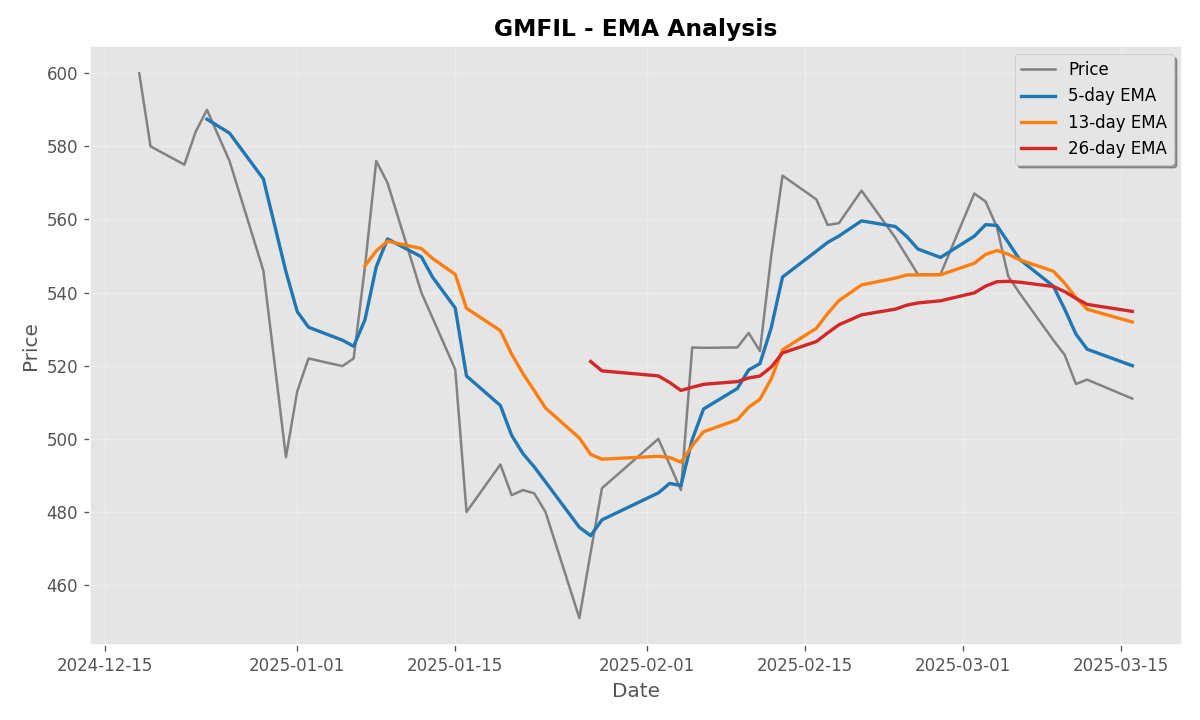 GMFIL - EMA Analysis
Price
5-day EMA
13-day EMA
26-day EMA
600
580
560
540
520
500
480
460
Price
2024-12-15
2025-01-01
2025-01-15
2025-02-01
2025-02-15
2025-03-01
2025-03-15
Date